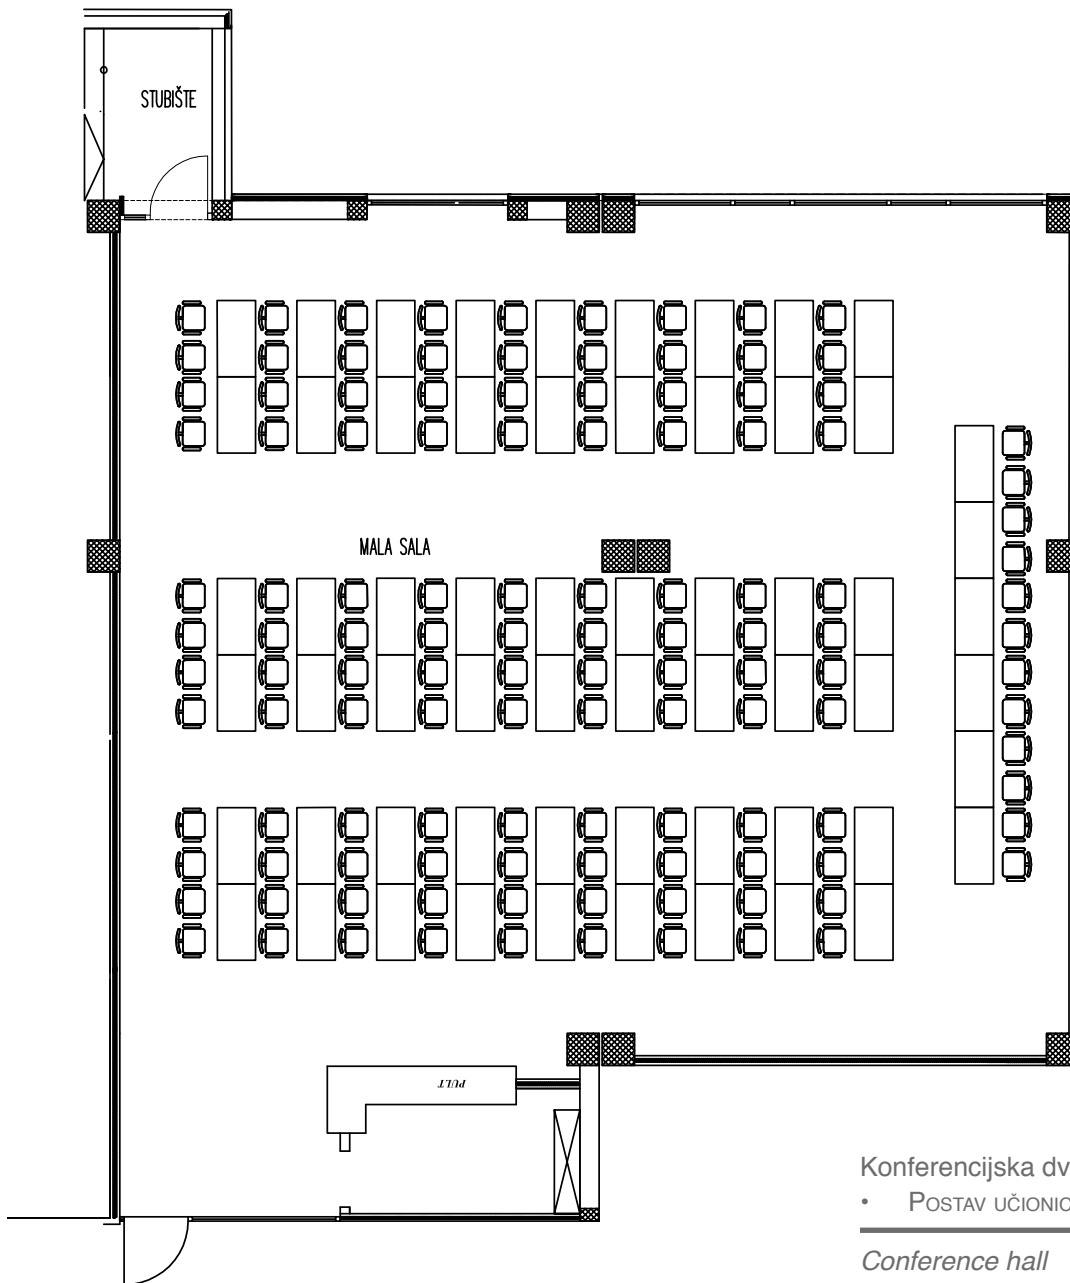 STUBIŠTE
MALA SALA
PULT
Konferencijska dv
• POSTAV UČIONIC
Conference hall